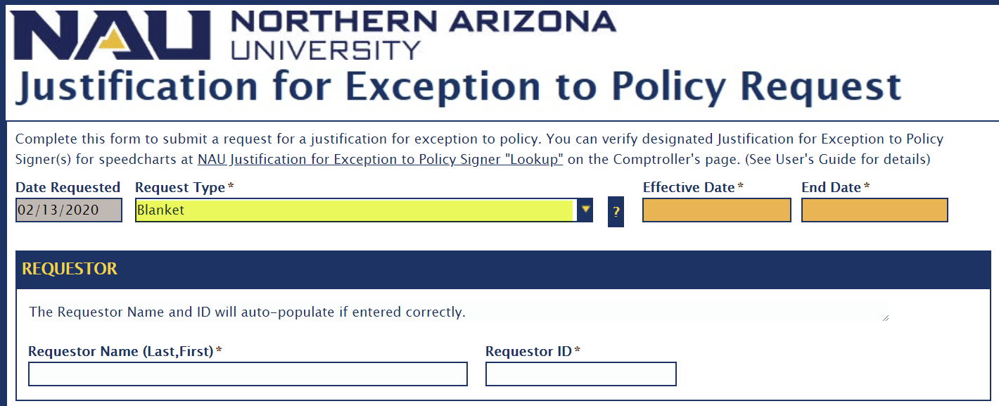 NAU NORTHERN ARIZONA
UNIVERSITY
Justification for Exception to Policy Request
Complete this form to submit a request for a justification for exception to policy. You can verify designated Justification for Exception to Policy
Signer(s) for speedcharts at NAU Justification for Exception to Policy Signer "Lookup" on the Comptroller's page. (See User's Guide for details)
Date Requested Request Type* Effective Date* End Date*
02/13/2020 Blanket ?
REQUESTOR
The Requestor Name and ID will auto-populate if entered correctly.
Requestor Name (Last,First)* Requestor ID*